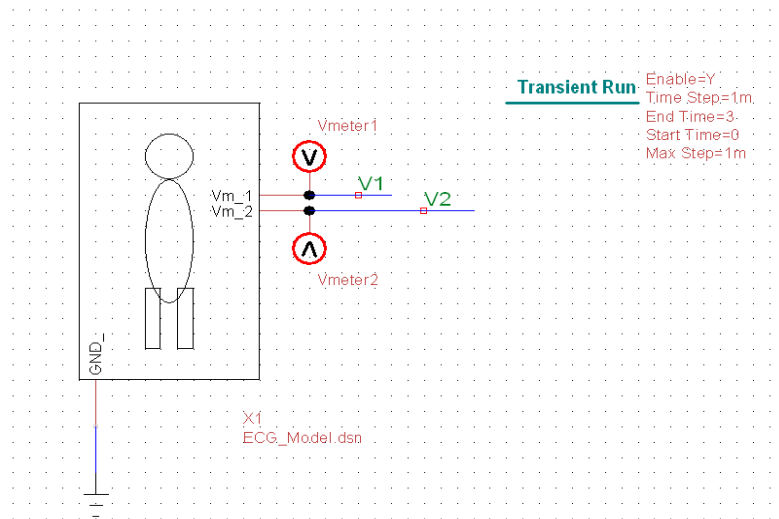 Transient Run
Enable=Y
Time Step=1m
End Time=3
Start Time=0
Max Step=1m
Vmeter1
V
V1
Vm_1
V2
Vm_2
V
Vmeter2
GND_
X1
ECG_Model.dsn